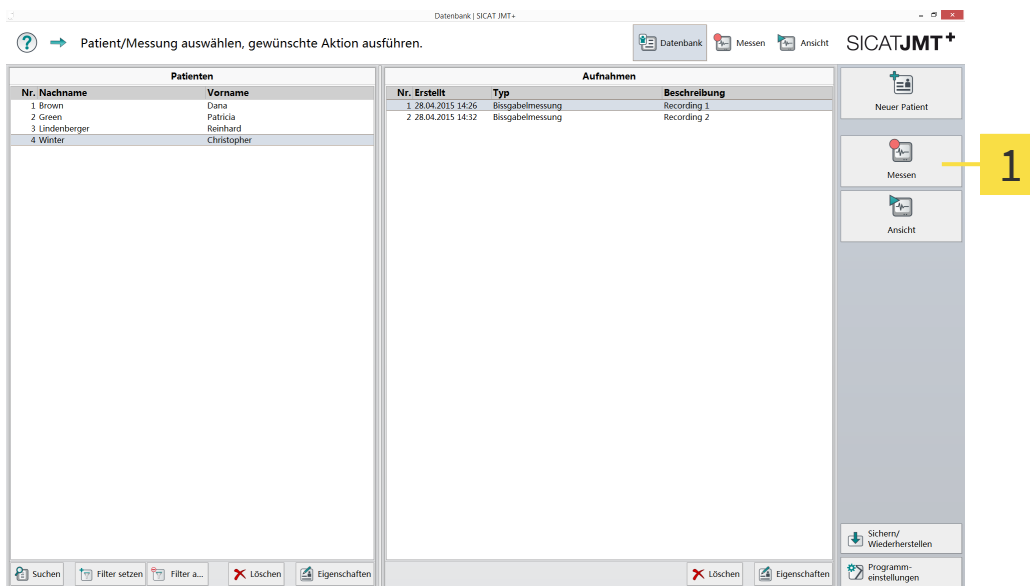 Datenbank | SICAT JMT+
? Patient/Messung auswählen, gewünschte Aktion ausführen. Datenbank Messen Ansicht SICATJMT+
Patienten
Nr. Nachname Vorname
1 Brown Dana
2 Green Patricia
3 Lindenberger Reinhard
4 Winter Christopher
Aufnahmen
Nr. Erstellt Typ Beschreibung
1 28.04.2015 14:26 Bissgabelmessung Recording 1
2 28.04.2015 14:32 Bissgabelmessung Recording 2
Neuer Patient
Messen
1
Ansicht
Sichern/
Wiederherstellen
Programm-
einstellungen
Suchen Filter setzen Filter a... Löschen Eigenschaften
Löschen Eigenschaften